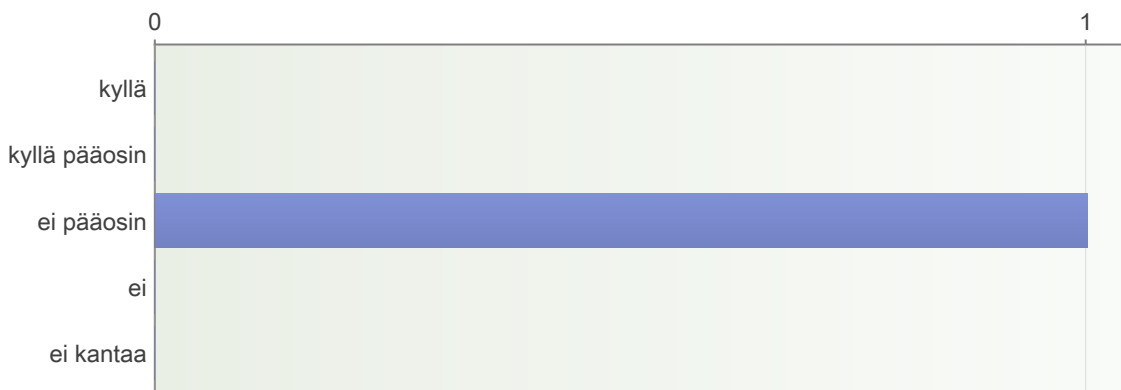 0 1
kyllä
kyllä pääosin
ei pääosin
ei
ei kantaa